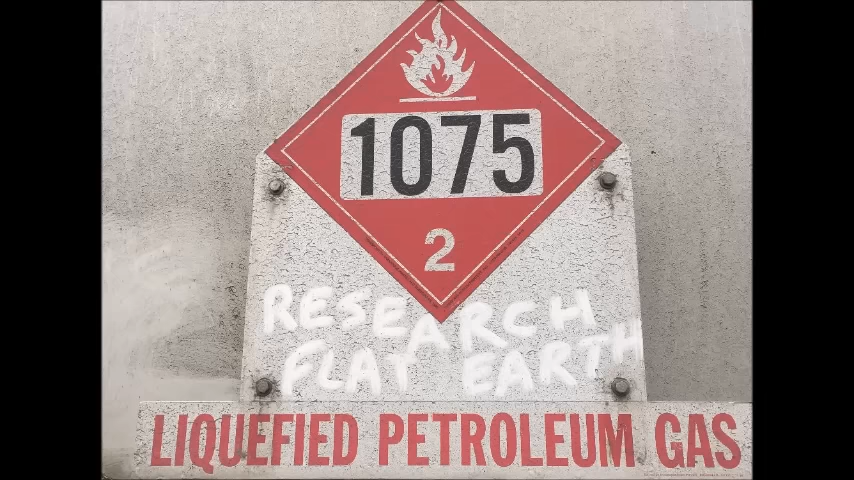 1075
2
RESEARCH
FLAT EARTH
LIQUEFIED PETROLEUM GAS